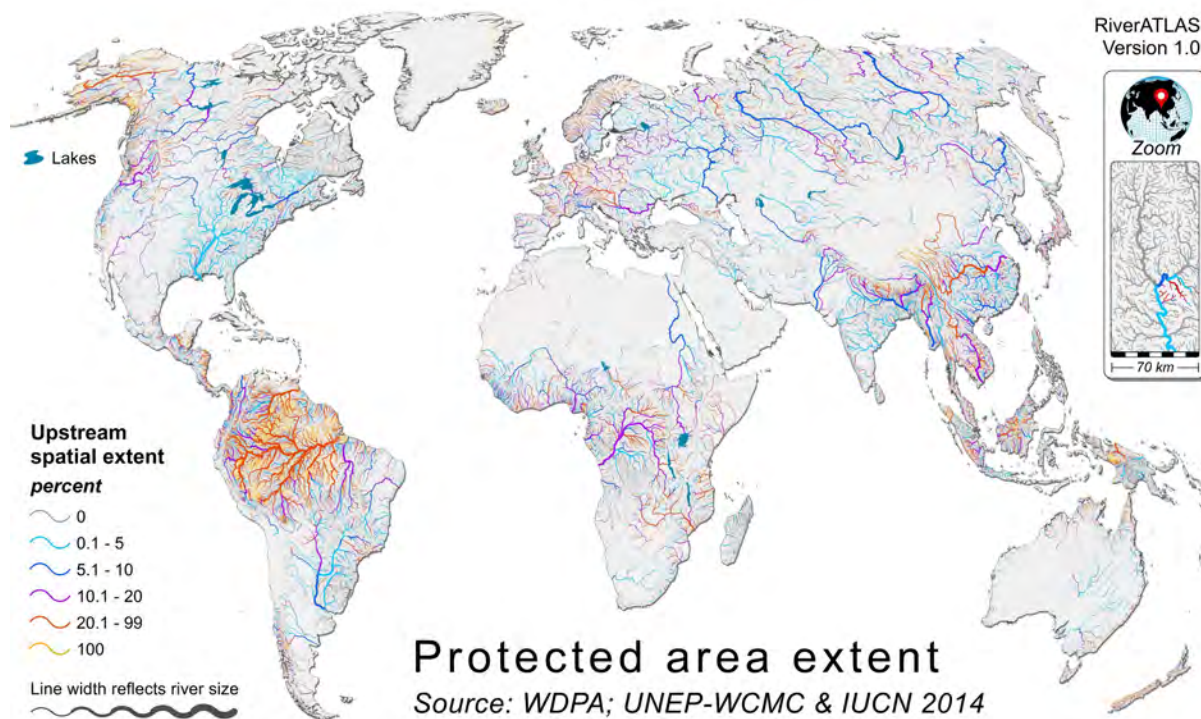 RiverATLAS
Version 1.0
Zoom
70 km
Lakes
Upstream
spatial extent
percent
0
0.1 - 5
5.1 - 10
10.1 - 20
20.1 - 99
100
Line width reflects river size
Protected area extent
Source: WDPA; UNEP-WCMC & IUCN 2014